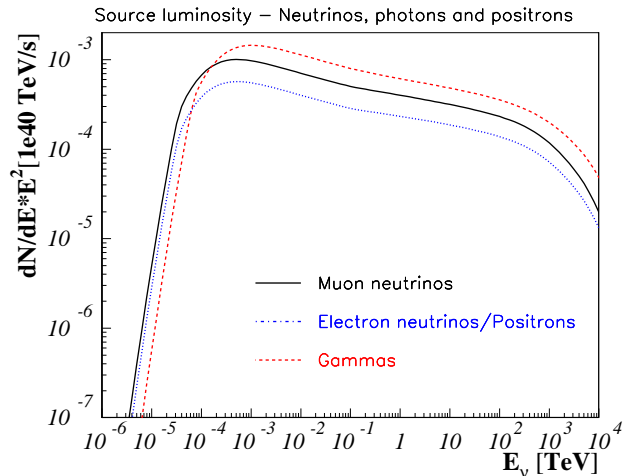 Source luminosity – Neutrinos, photons and positrons
dN/dE*E^2 [1e40 TeV/s]
10^-3
10^-4
10^-5
10^-6
10^-7
Muon neutrinos
Electron neutrinos/Positrons
Gammas
10^-6 10^-5 10^-4 10^-3 10^-2 10^-1 1 10 10^2 10^3 10^4
E_ν [TeV]